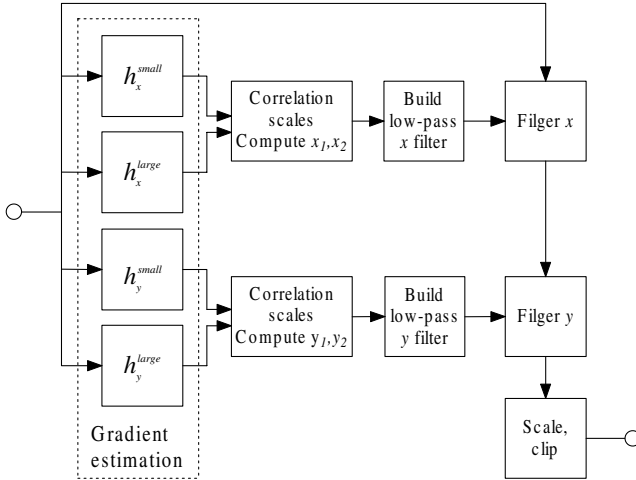 h_x^small
Correlation
scales
Compute x₁,x₂
Build
low-pass
x filter
Filger x
h_x^large
h_y^small
Correlation
scales
Compute y₁,y₂
Build
low-pass
y filter
Filger y
h_y^large
Gradient
estimation
Scale,
clip